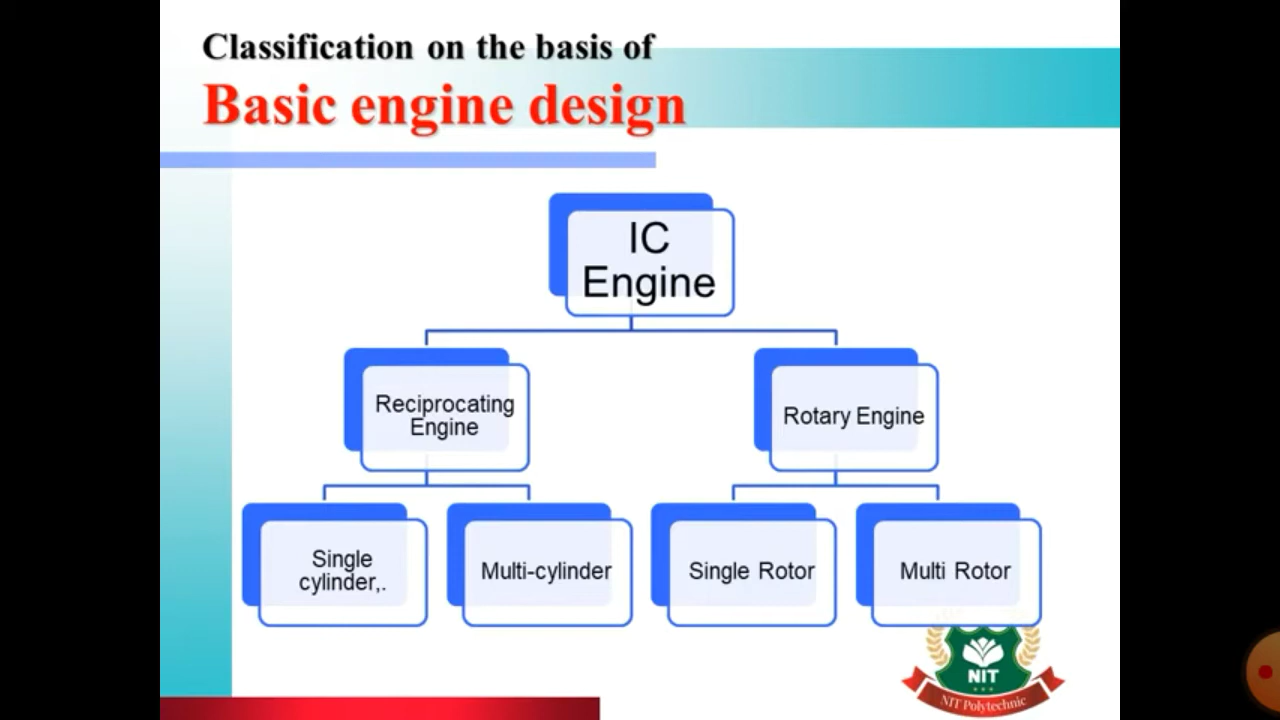 Classification on the basis of
Basic engine design
IC
Engine
Reciprocating
Engine
Rotary Engine
Single
cylinder,.
Multi-cylinder
Single Rotor
Multi Rotor
NIT
NIT Polytechnic